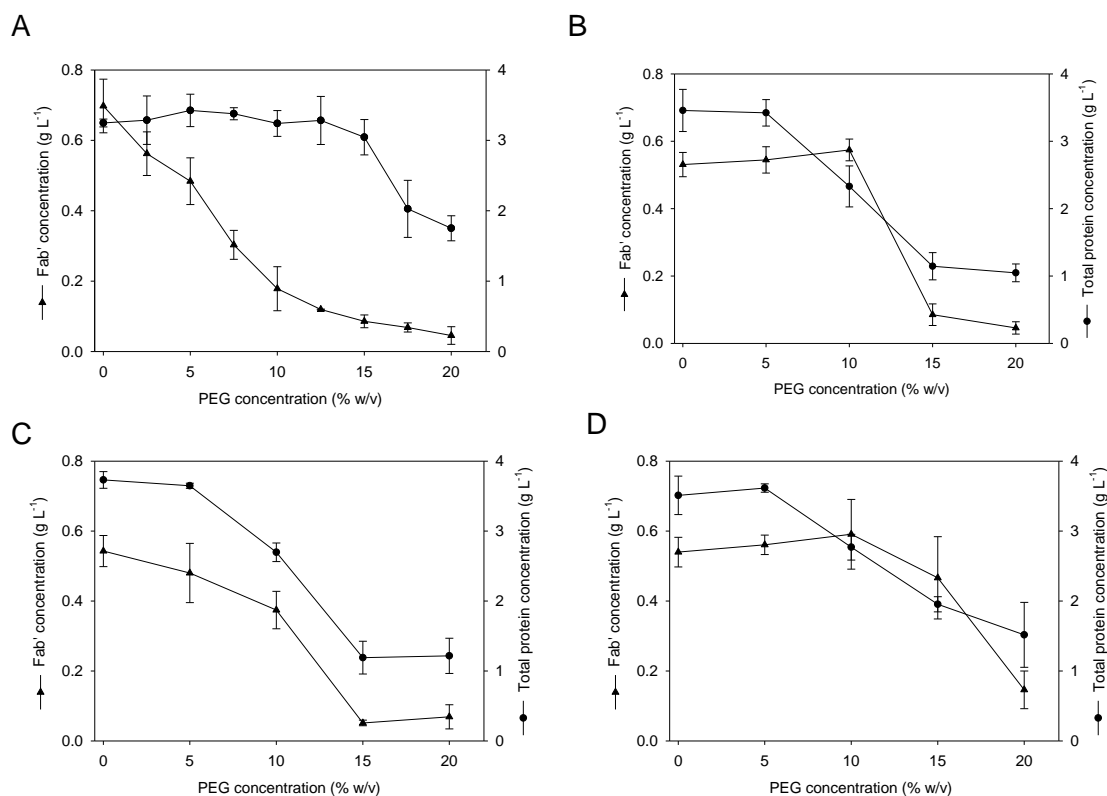 A
Fab' concentration (g L-1)
0.8
0.6
0.4
0.2
0.0
4
3
2
1
0
0 5 10 15 20
PEG concentration (% w/v)
B
Fab' concentration (g L-1)
0.8
0.6
0.4
0.2
0.0
4
3
2
1
0
Total protein concentration (g L-1)
0 5 10 15 20
PEG concentration (% w/v)
C
Fab' concentration (g L-1)
0.8
0.6
0.4
0.2
0.0
4
3
2
1
0
Total protein concentration (g L-1)
0 5 10 15 20
PEG concentration (% w/v)
D
Fab' concentration (g L-1)
0.8
0.6
0.4
0.2
0.0
4
3
2
1
0
Total protein concentration (g L-1)
0 5 10 15 20
PEG concentration (% w/v)